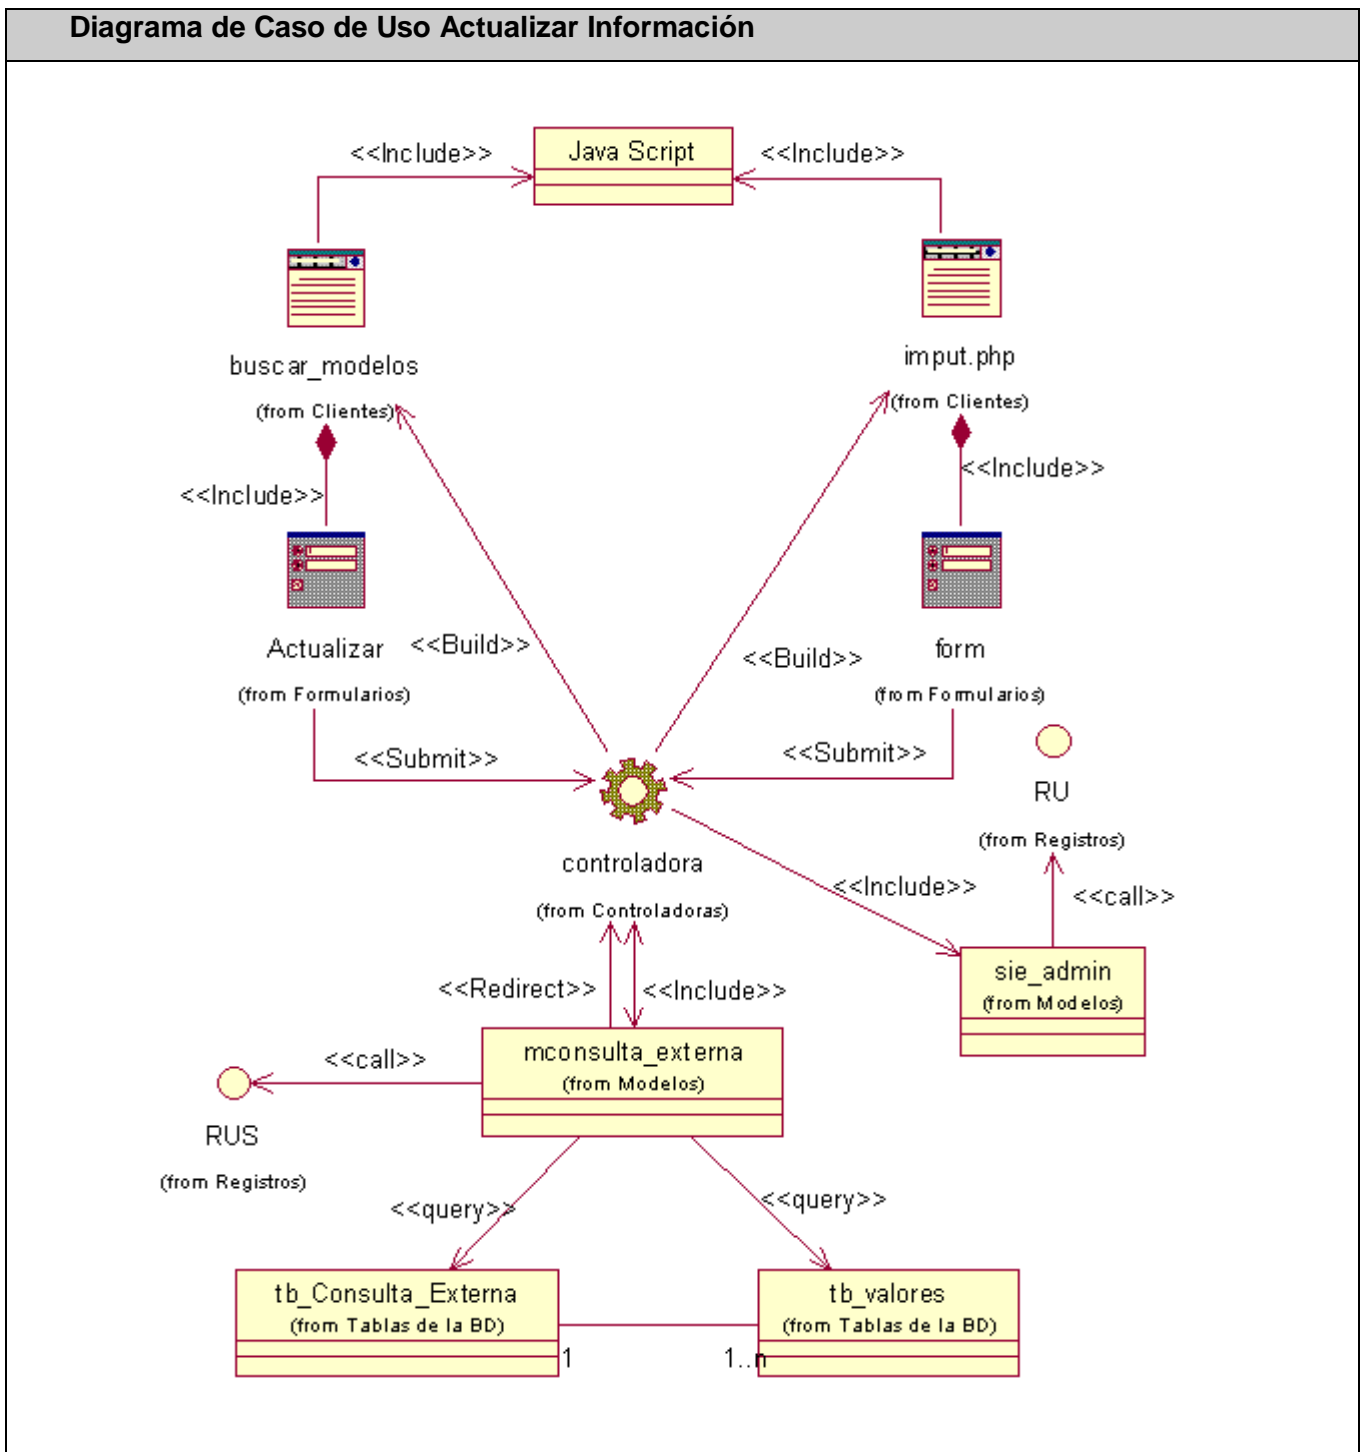 Diagrama de Caso de Uso Actualizar Información
<<Include>>
Java Script
<<Include>>
buscar_modelos
(from Clientes)
imput.php
(from Clientes)
<<Include>>
<<Include>>
Actualizar
(from Formularios)
<<Build>>
<<Build>>
form
(from Formularios)
<<Submit>>
<<Submit>>
RU
(from Registros)
controladora
(from Controladoras)
<<Include>>
<<call>>
<<Redirect>>
<<Include>>
sie_admin
(from Modelos)
mconsulta_externa
(from Modelos)
<<call>>
RUS
(from Registros)
<<query>>
<<query>>
tb_Consulta_Externa
(from Tablas de la BD)
tb_valores
(from Tablas de la BD)
1
1..n